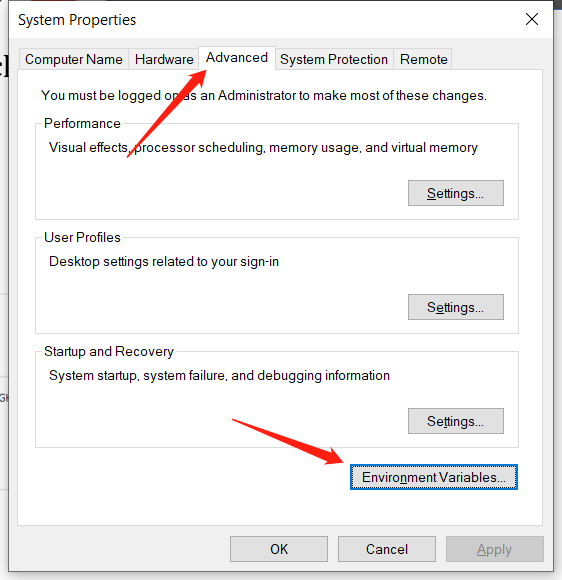 System Properties
Computer Name Hardware Advanced System Protection Remote
You must be logged on as an Administrator to make most of these changes.
Performance
Visual effects, processor scheduling, memory usage, and virtual memory
Settings...
User Profiles
Desktop settings related to your sign-in
Settings...
Startup and Recovery
System startup, system failure, and debugging information
Settings...
Environment Variables...
OK Cancel Apply